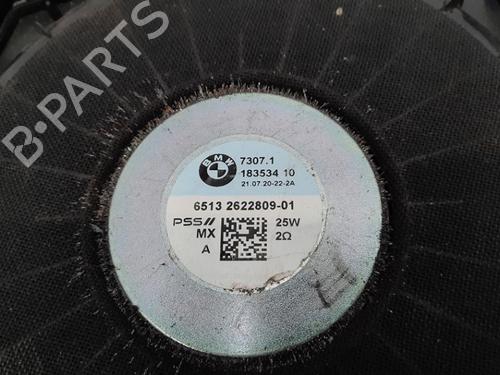 B-PARTS
BMW
7307.1
183534 10
21.07.20-22-2A
6513 2622809-01
PSS//
25W
MX
2Ω
A